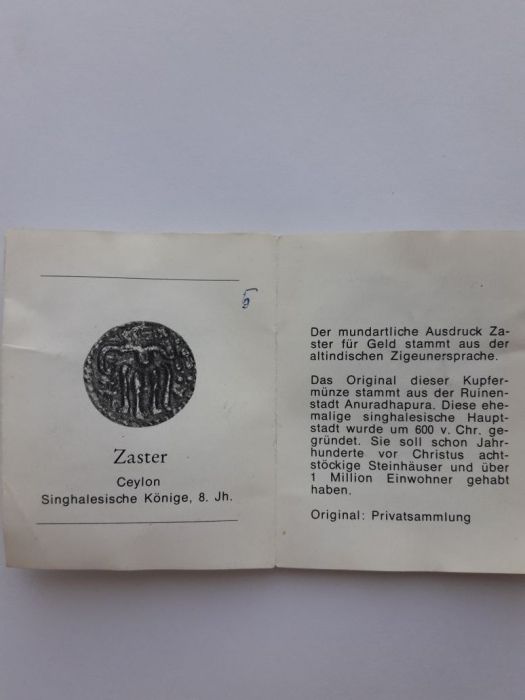 5
Zaster
Ceylon
Singhalesische Könige, 8. Jh.
Der mundartliche Ausdruck Za-
ster für Geld stammt aus der
altindischen Zigeunersprache.
Das Original dieser Kupfer-
münze stammt aus der Ruinen-
stadt Anuradhapura. Diese ehe-
malige singhalesische Haupt-
stadt wurde um 600 v. Chr. ge-
gründet. Sie soll schon Jahr-
hunderte vor Christus acht-
stöckige Steinhäuser und über
1 Million Einwohner gehabt
haben.
Original: Privatsammlung